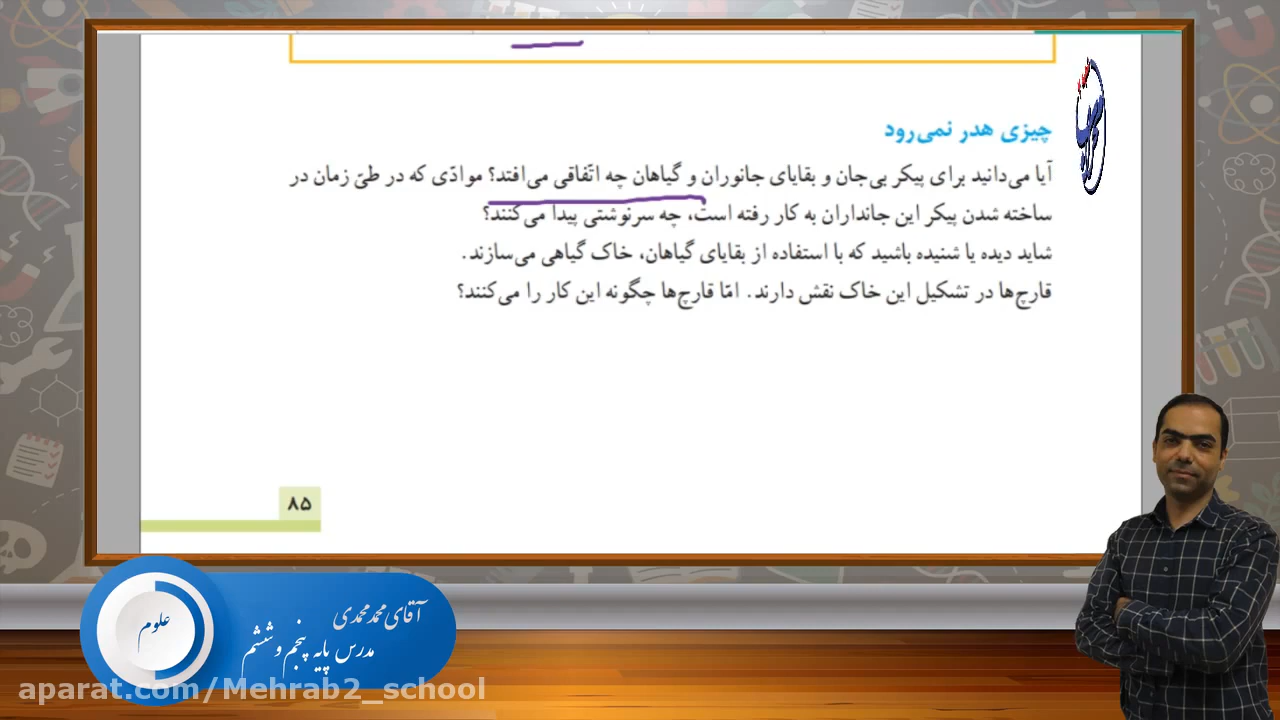 چیزی هدر نمی‌رود
آیا می‌دانید برای پیکر بی‌جان و بقایای جانوران و گیاهان چه اتّفاقی می‌افتد؟ موادّی که در طیّ زمان در
ساخته شدن پیکر این جانداران به کار رفته است، چه سرنوشتی پیدا می‌کنند؟
شاید دیده یا شنیده باشید که با استفاده از بقایای گیاهان، خاک گیاهی می‌سازند.
قارچ‌ها در تشکیل این خاک نقش دارند. امّا قارچ‌ها چگونه این کار را می‌کنند؟
۸۵
آقای محمدمحمدی
علوم
مدرس پایه پنجم و ششم
aparat.com/Mehrab2_school